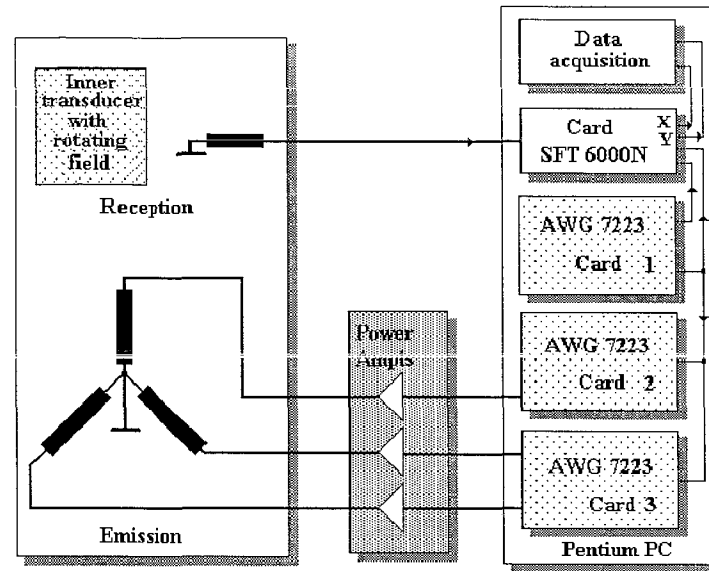 Inner
transducer
with
rotating
field
Reception
Emission
Power
Amplis
Data
acquisition
Card
SFT 6000N
X
Y
AWG 7223
Card 1
AWG 7223
Card 2
AWG 7223
Card 3
Pentium PC